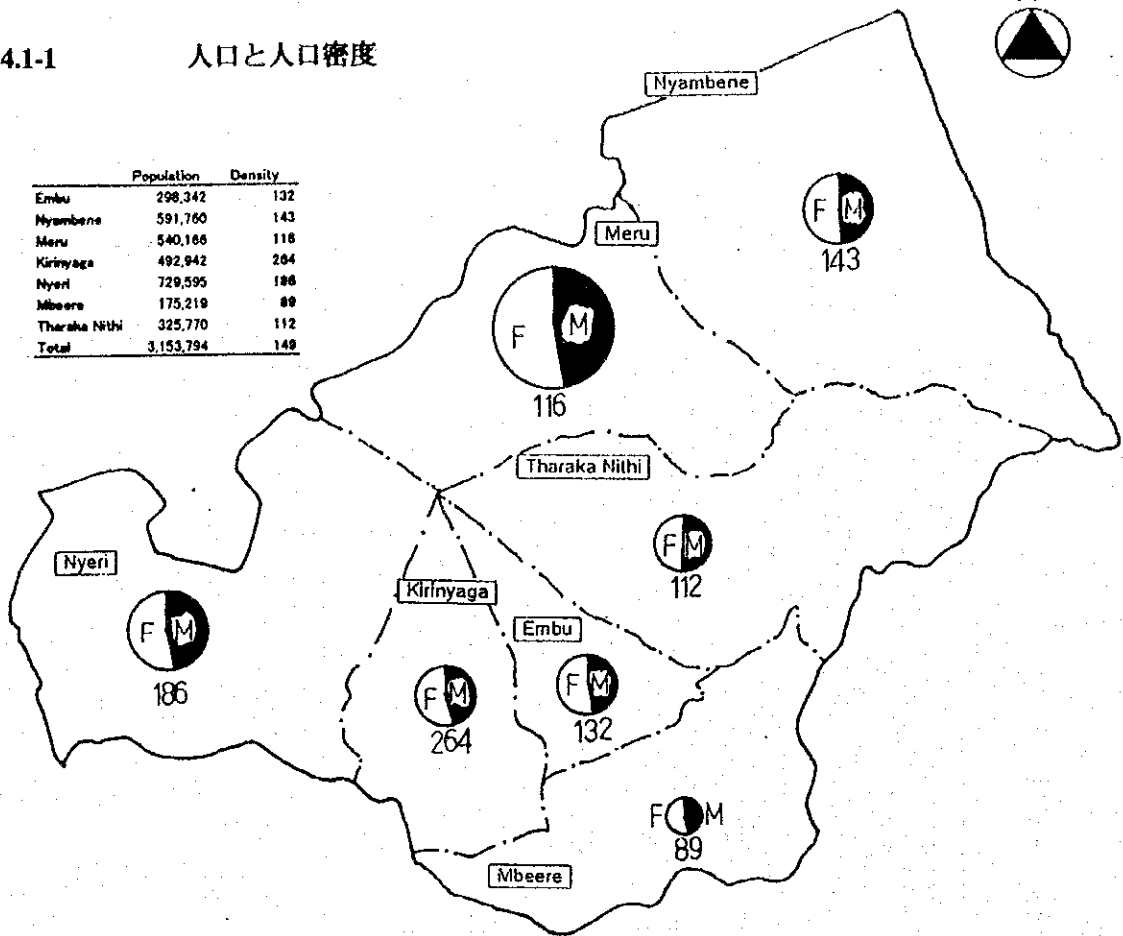 4.1-1 人口と人口密度
Population Density
Embu 298,342 132
Nyambene 591,760 143
Meru 540,166 116
Kirinyaga 492,942 264
Nyeri 729,595 186
Mbeere 175,219 89
Tharaka Nithi 325,770 112
Total 3,153,794 149
Nyambene
F M
143
Meru
F M
116
Tharaka Nithi
F M
112
Nyeri
F M
186
Kirinyaga
F M
264
Embu
F M
132
F M
89
Mbeere